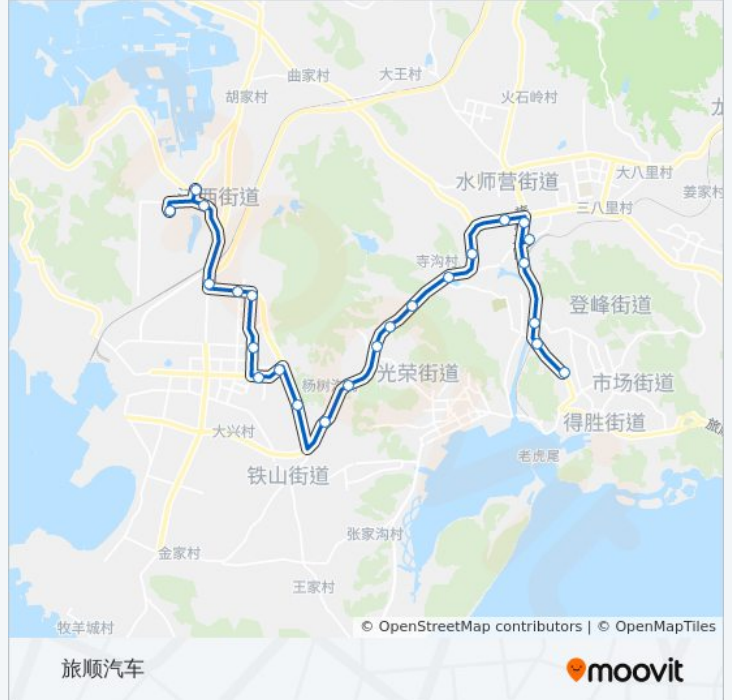 曲家村
大王村
胡家村
火石岭村
龙
水师营街道
大八里村
街道
姜家村
三八里村
寺沟村
登峰街道
光荣街道
杨树
市场街道
大兴村
得胜街道
旅
老虎尾
铁山街道
张家沟村
金家村
王家村
牧羊城村
© OpenStreetMap contributors | © OpenMapTiles
旅顺汽车
moovit